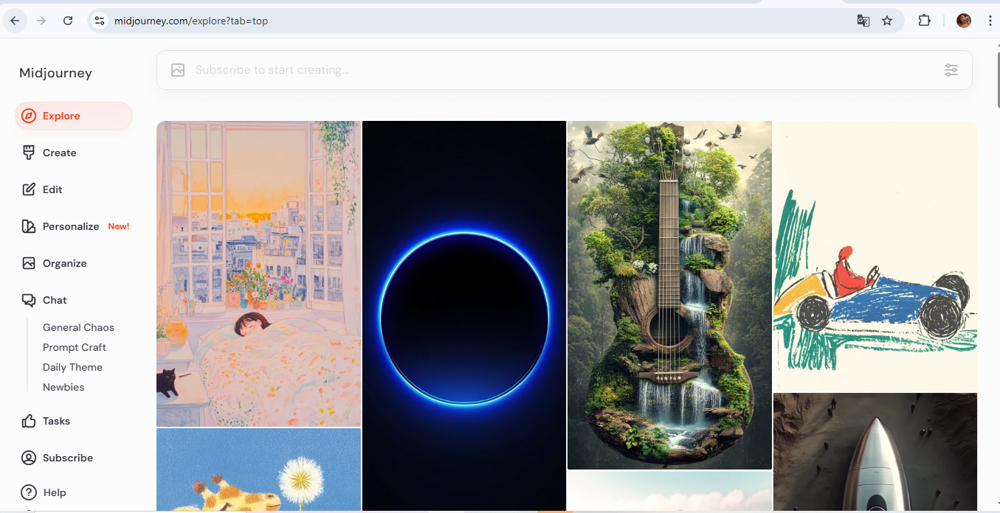 midjourney.com/explore?tab=top
Midjourney
Subscribe to start creating...
Explore
Create
Edit
Personalize New!
Organize
Chat
General Chaos
Prompt Craft
Daily Theme
Newbies
Tasks
Subscribe
Help